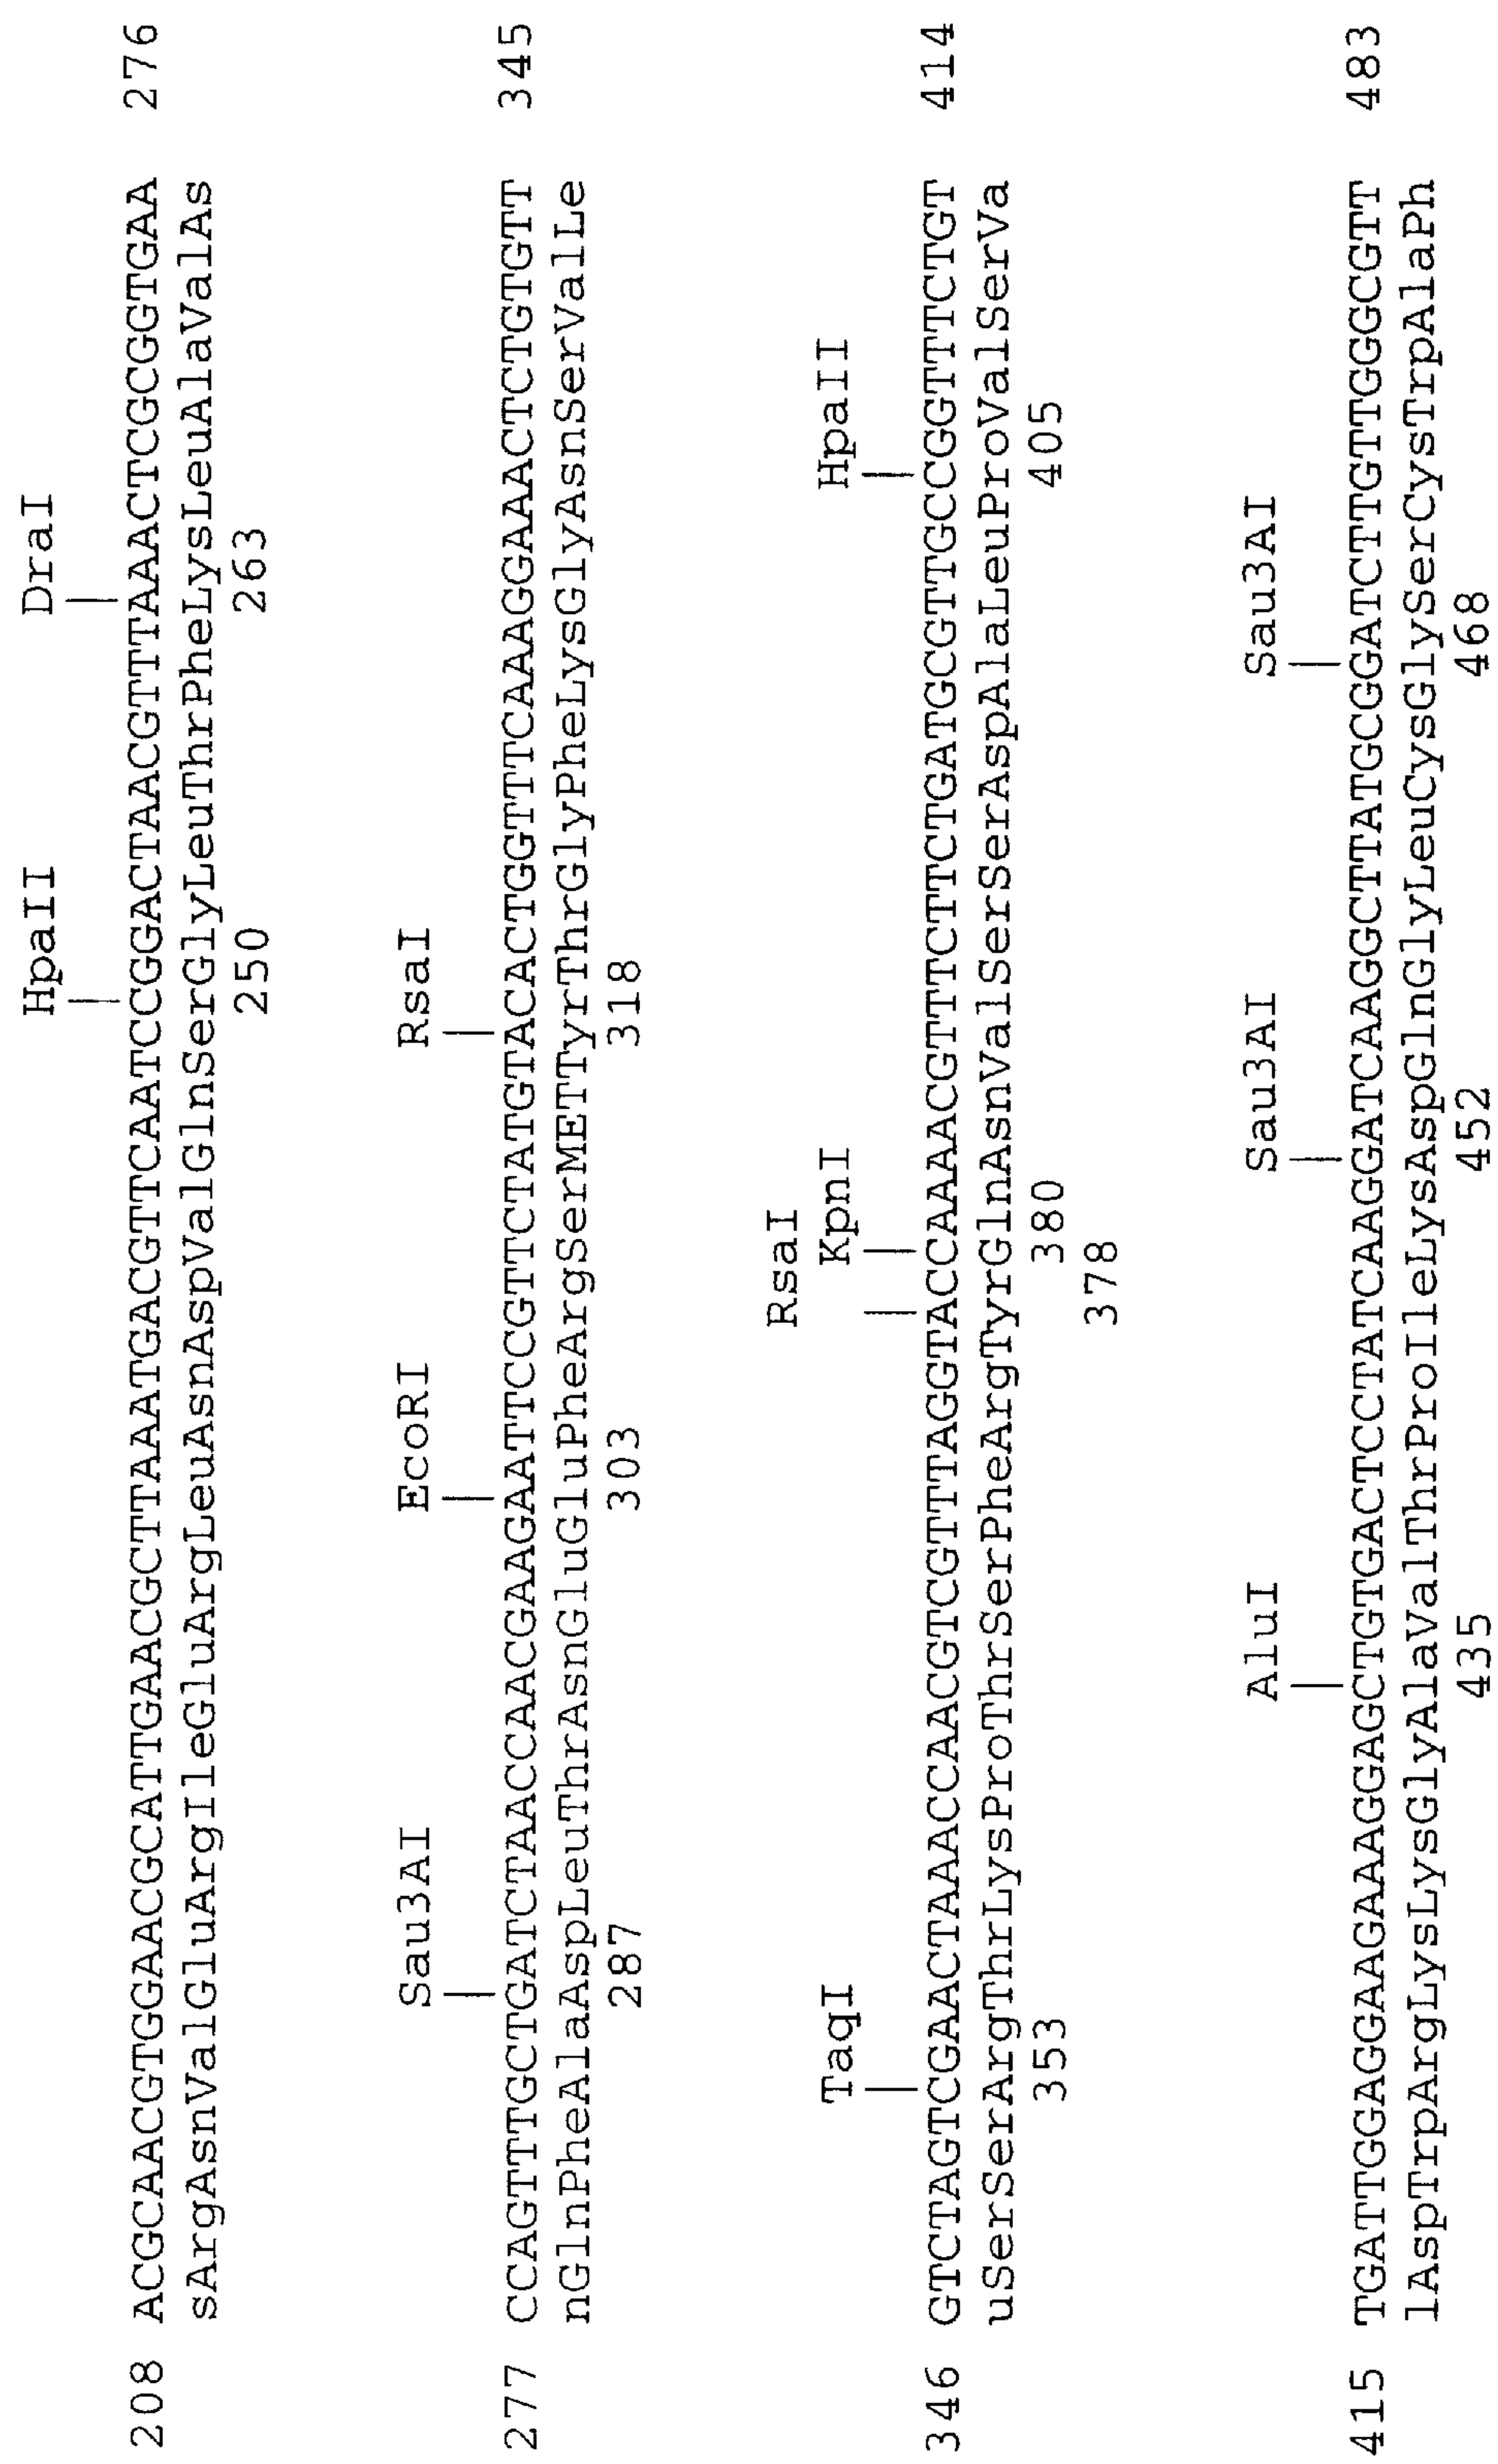 HpaII DraI
208 ACGCAACGTGGAACGCATTGAACGCTTAAATGACGTTCAATCCGGACTAACGTTTAAACTCGCGGTGAA 276
sArgAsnValGluArgIleGluArgLeuAsnAspValGlnSerGlyLeuThrPheLysLeuAlaValAs
250 263
Sau3AI EcoRI RsaI
277 CCAGTTTGCTGATCTAACCAACGAAGAATTCCGTTCTATGTACACTGGTTTCAAAGGAAACTCTGTGTT 345
nGlnPheAlaAspLeuThrAsnGluGluPheArgSerMETTyrThrGlyPheLysGlyAsnSerValLe
287 303 318
RsaI
TaqI KpnI HpaII
346 GTCTAGTCGAACTAAACCAACGTCGTTTAGGTACCAAAACGTTTCTTCTGATGCGTTGCCGGTTTCTGT 414
uSerSerArgThrLysProThrSerPheArgTyrGlnAsnValSerSerAspAlaLeuProValSerVa
353 380 405
378
AluI Sau3AI Sau3AI
415 TGATTGGAGGAAGAAAGGAGCTGTGACTCCTATCAAGGATCAAGGCTTATGCGGATCTTGTTGGGCGTT 483
lAspTrpArgLysLysGlyAlaValThrProIleLysAspGlnGlyLeuCysGlySerCysTrpAlaPh
435 452 468